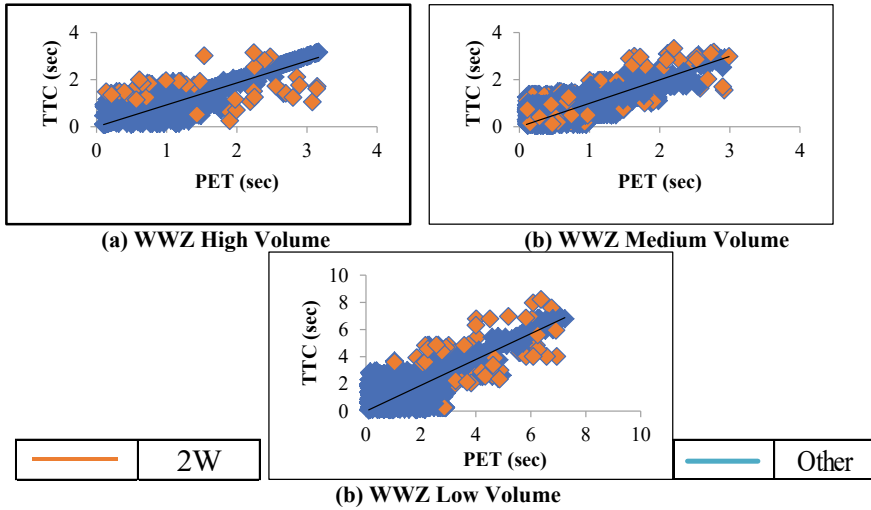 4
2
0
TTC (sec)
0 1 2 3 4
PET (sec)
(a) WWZ High Volume
4
2
0
TTC (sec)
0 1 2 3 4
PET (sec)
(b) WWZ Medium Volume
10
8
6
4
2
0
TTC (sec)
0 2 4 6 8 10
PET (sec)
2W
Other
(b) WWZ Low Volume